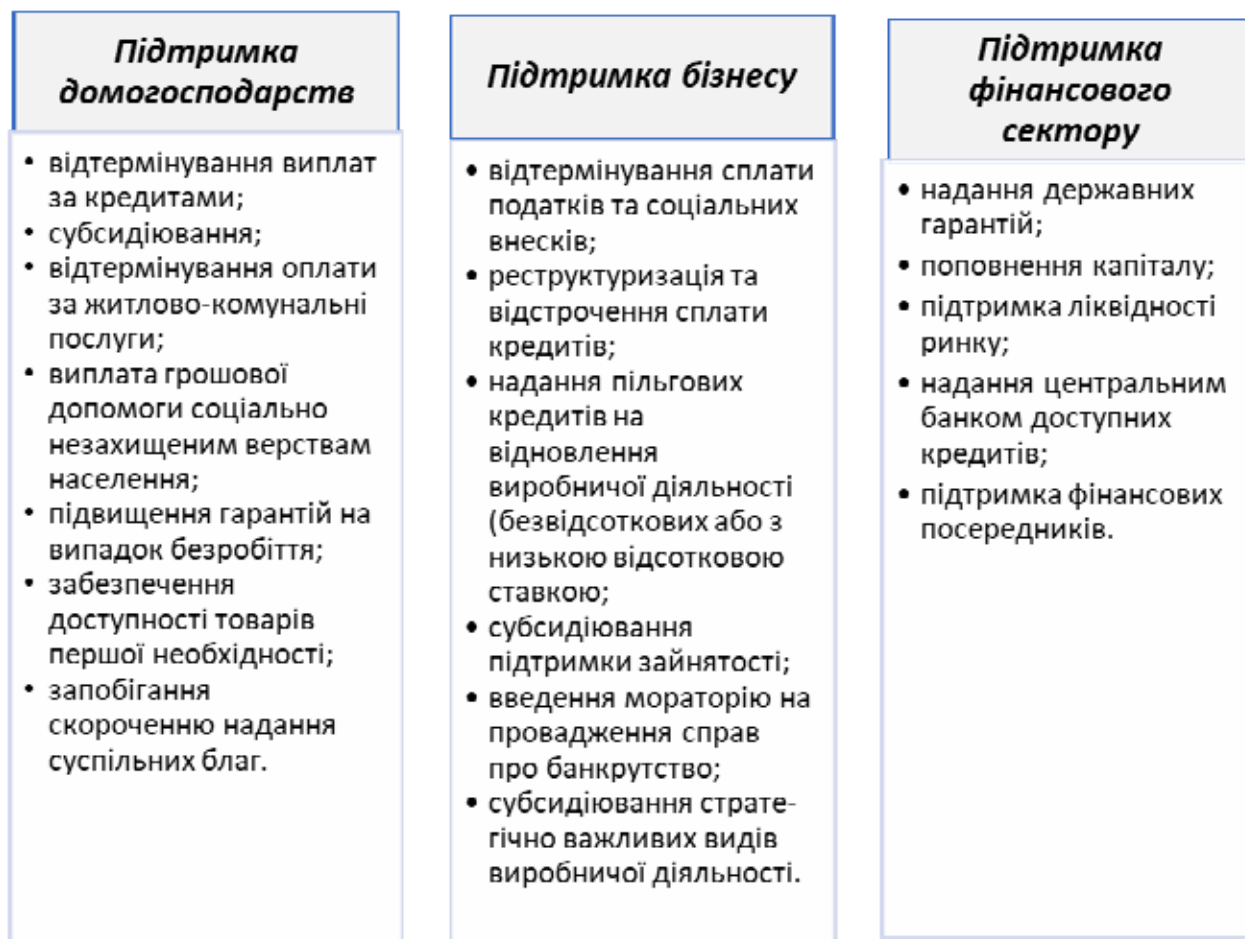 Підтримка
домогосподарств
• відтермінування виплат
за кредитами;
• субсидіювання;
• відтермінування оплати
за житлово-комунальні
послуги;
• виплата грошової
допомоги соціально
незахищеним верствам
населення;
• підвищення гарантій на
випадок безробіття;
• забезпечення
доступності товарів
першої необхідності;
• запобігання
скороченню надання
суспільних благ.
Підтримка бізнесу
• відтермінування сплати
податків та соціальних
внесків;
• реструктуризація та
відстрочення сплати
кредитів;
• надання пільгових
кредитів на
відновлення
виробничої діяльності
(безвідсоткових або з
низькою відсотковою
ставкою;
• субсидіювання
підтримки зайнятості;
• введення мораторію на
провадження справ
про банкрутство;
• субсидіювання страте-
гічно важливих видів
виробничої діяльності.
Підтримка
фінансового
сектору
• надання державних
гарантій;
• поповнення капіталу;
• підтримка ліквідності
ринку;
• надання центральним
банком доступних
кредитів;
• підтримка фінансових
посередників.